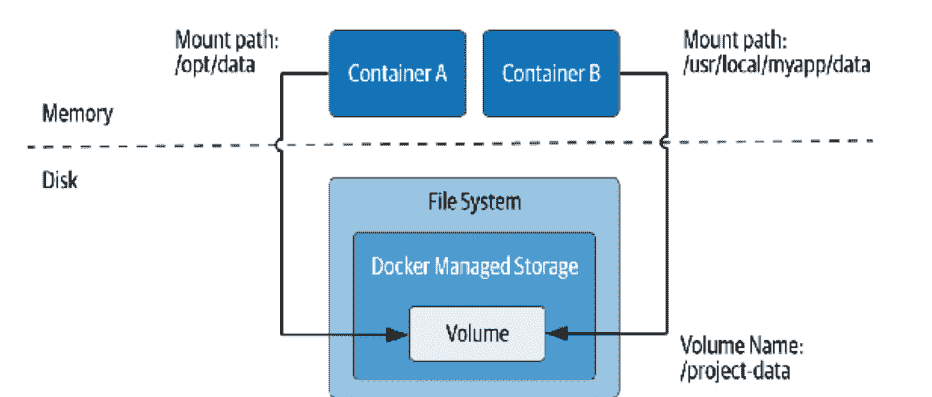 Mount path:
/opt/data
Container A
Container B
Mount path:
/usr/local/myapp/data
Memory
Disk
File System
Docker Managed Storage
Volume
Volume Name:
/project-data